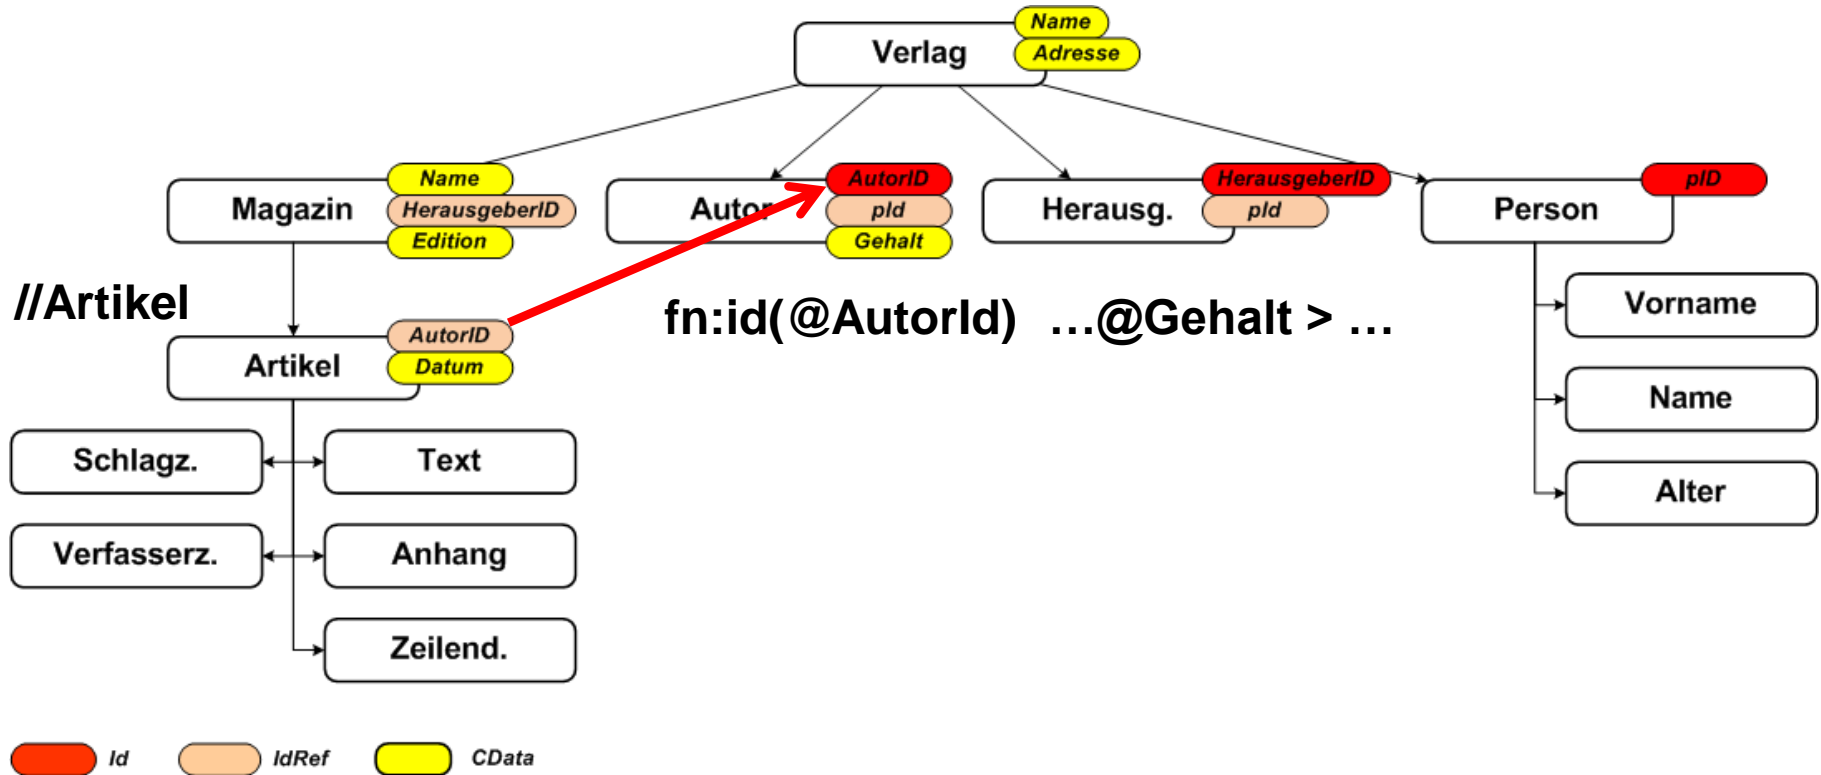 Verlag
Name
Adresse
Magazin
Name
HerausgeberID
Edition
Autor
AutorID
pId
Gehalt
Herausg.
HerausgeberID
pId
Person
pID
//Artikel
fn:id(@AutorId) …@Gehalt > …
Vorname
Name
Alter
Artikel
AutorID
Datum
Schlagz.
Text
Verfasserz.
Anhang
Zeilend.
Id
IdRef
CData